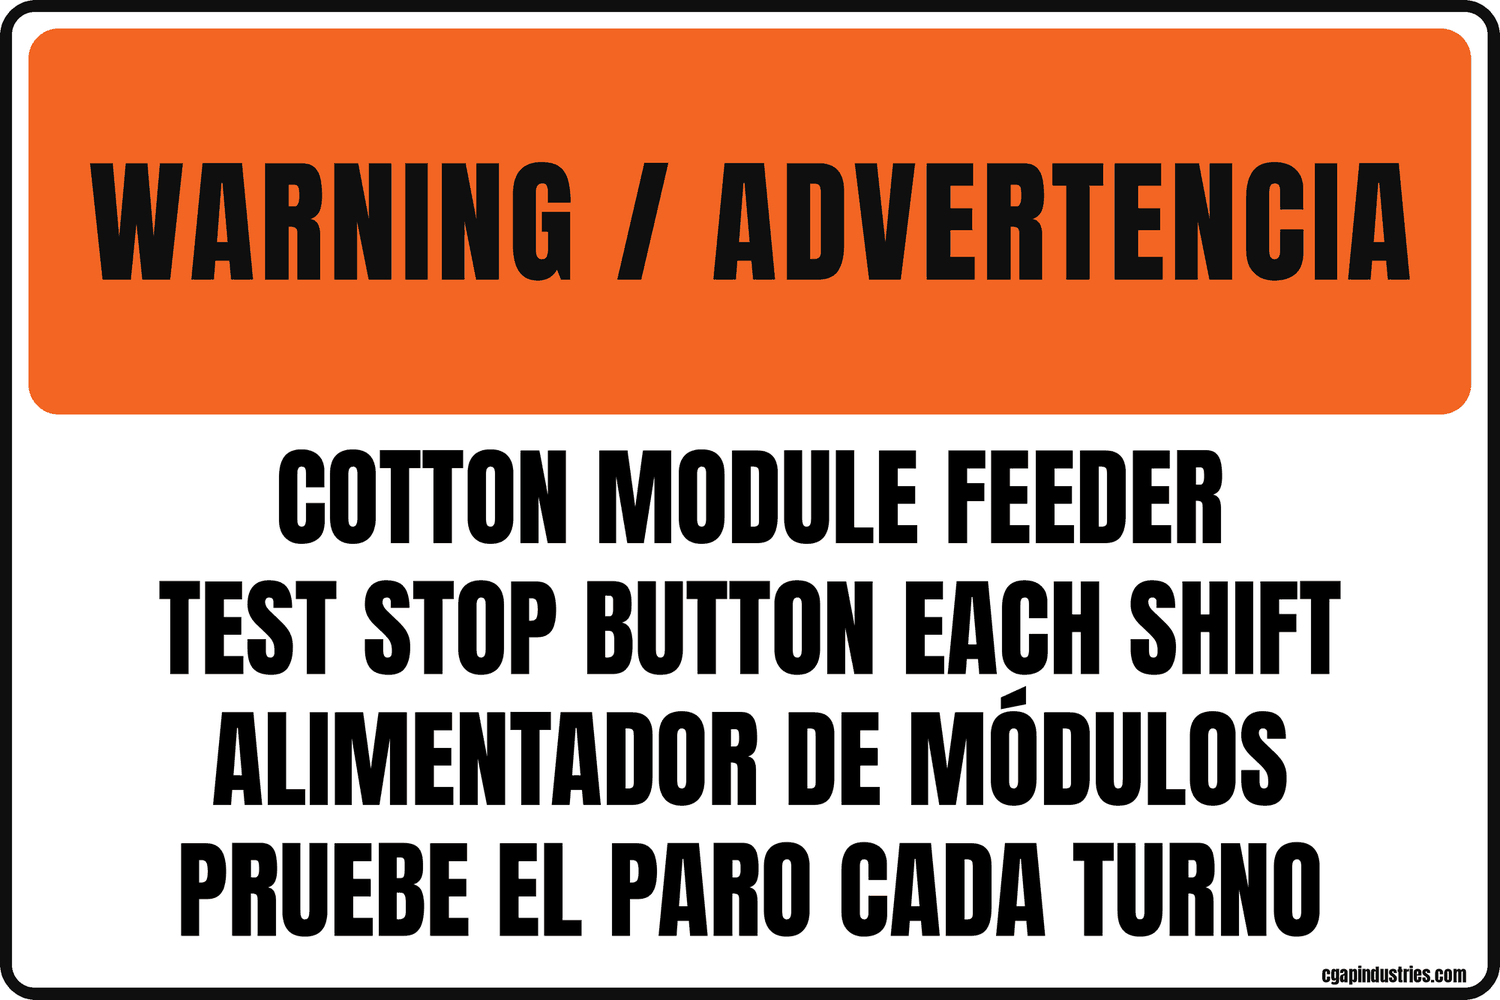 WARNING / ADVERTENCIA
COTTON MODULE FEEDER
TEST STOP BUTTON EACH SHIFT
ALIMENTADOR DE MÓDULOS
PRUEBE EL PARO CADA TURNO
cgapindustries.com